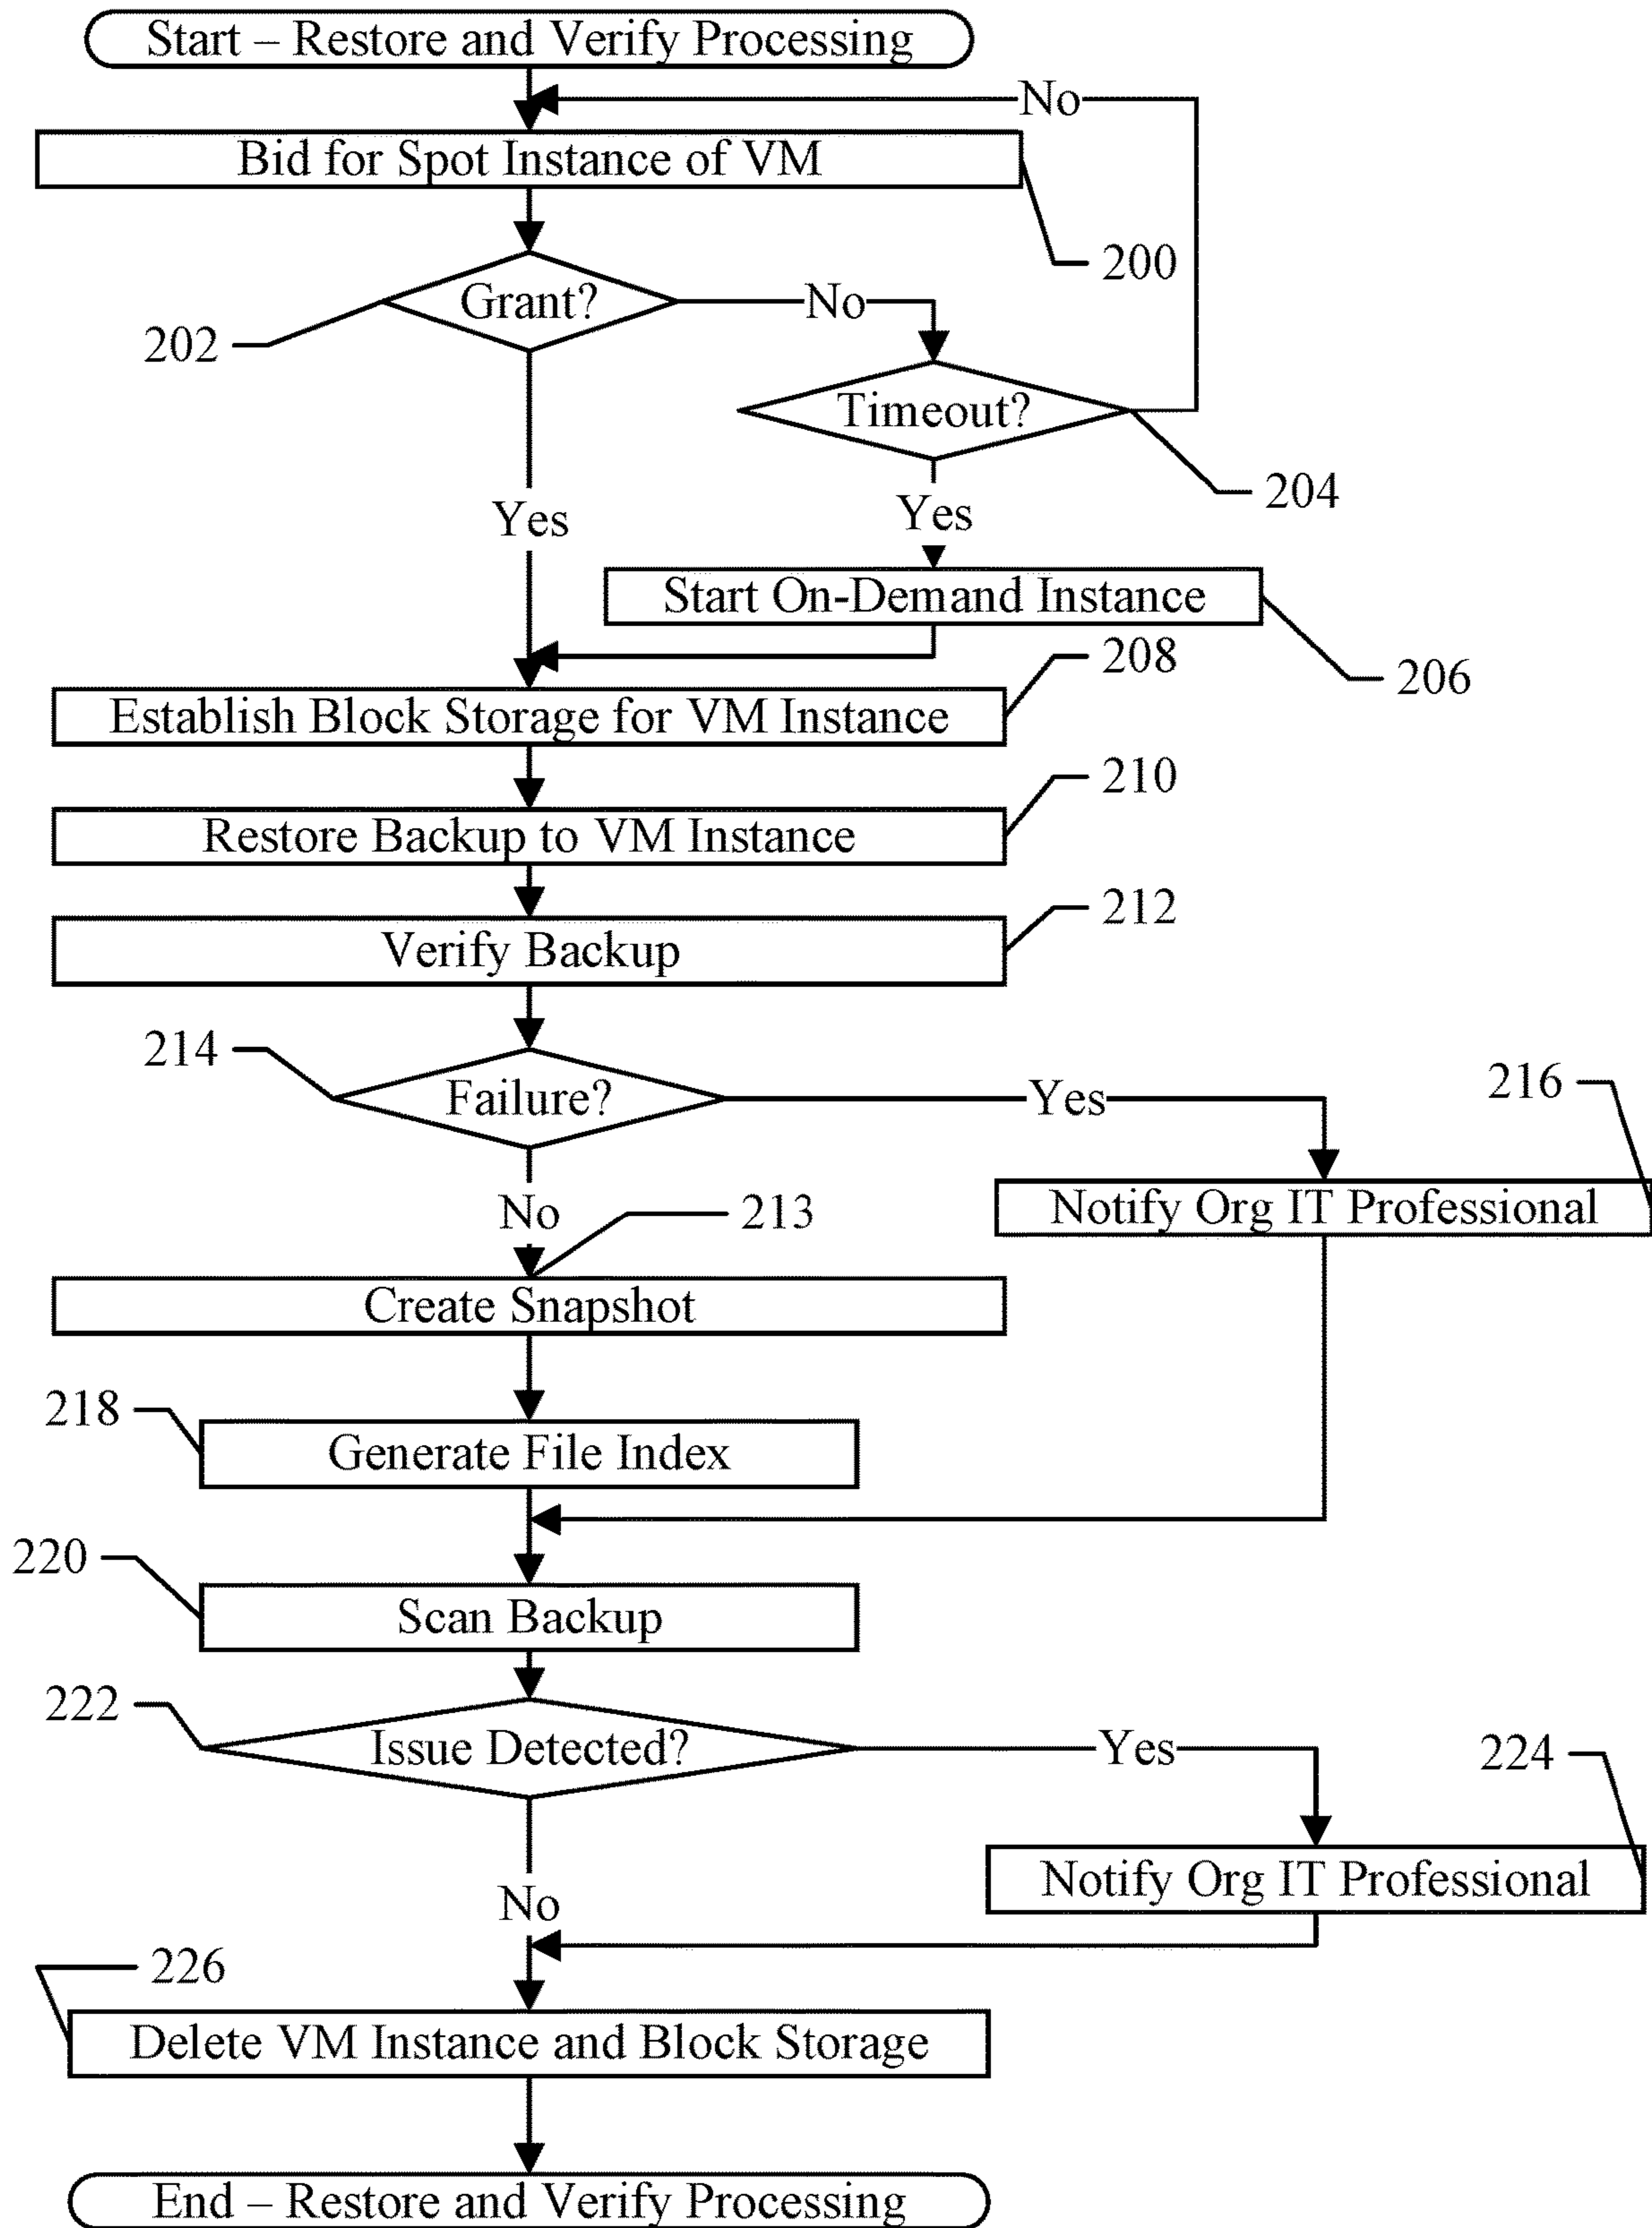 Start – Restore and Verify Processing
No
Bid for Spot Instance of VM
200
Grant?
No
202
Timeout?
204
Yes
Yes
Start On-Demand Instance
206
208
Establish Block Storage for VM Instance
210
Restore Backup to VM Instance
212
Verify Backup
214
Failure?
Yes
216
Notify Org IT Professional
No
213
Create Snapshot
218
Generate File Index
220
Scan Backup
222
Issue Detected?
Yes
224
Notify Org IT Professional
No
226
Delete VM Instance and Block Storage
End – Restore and Verify Processing